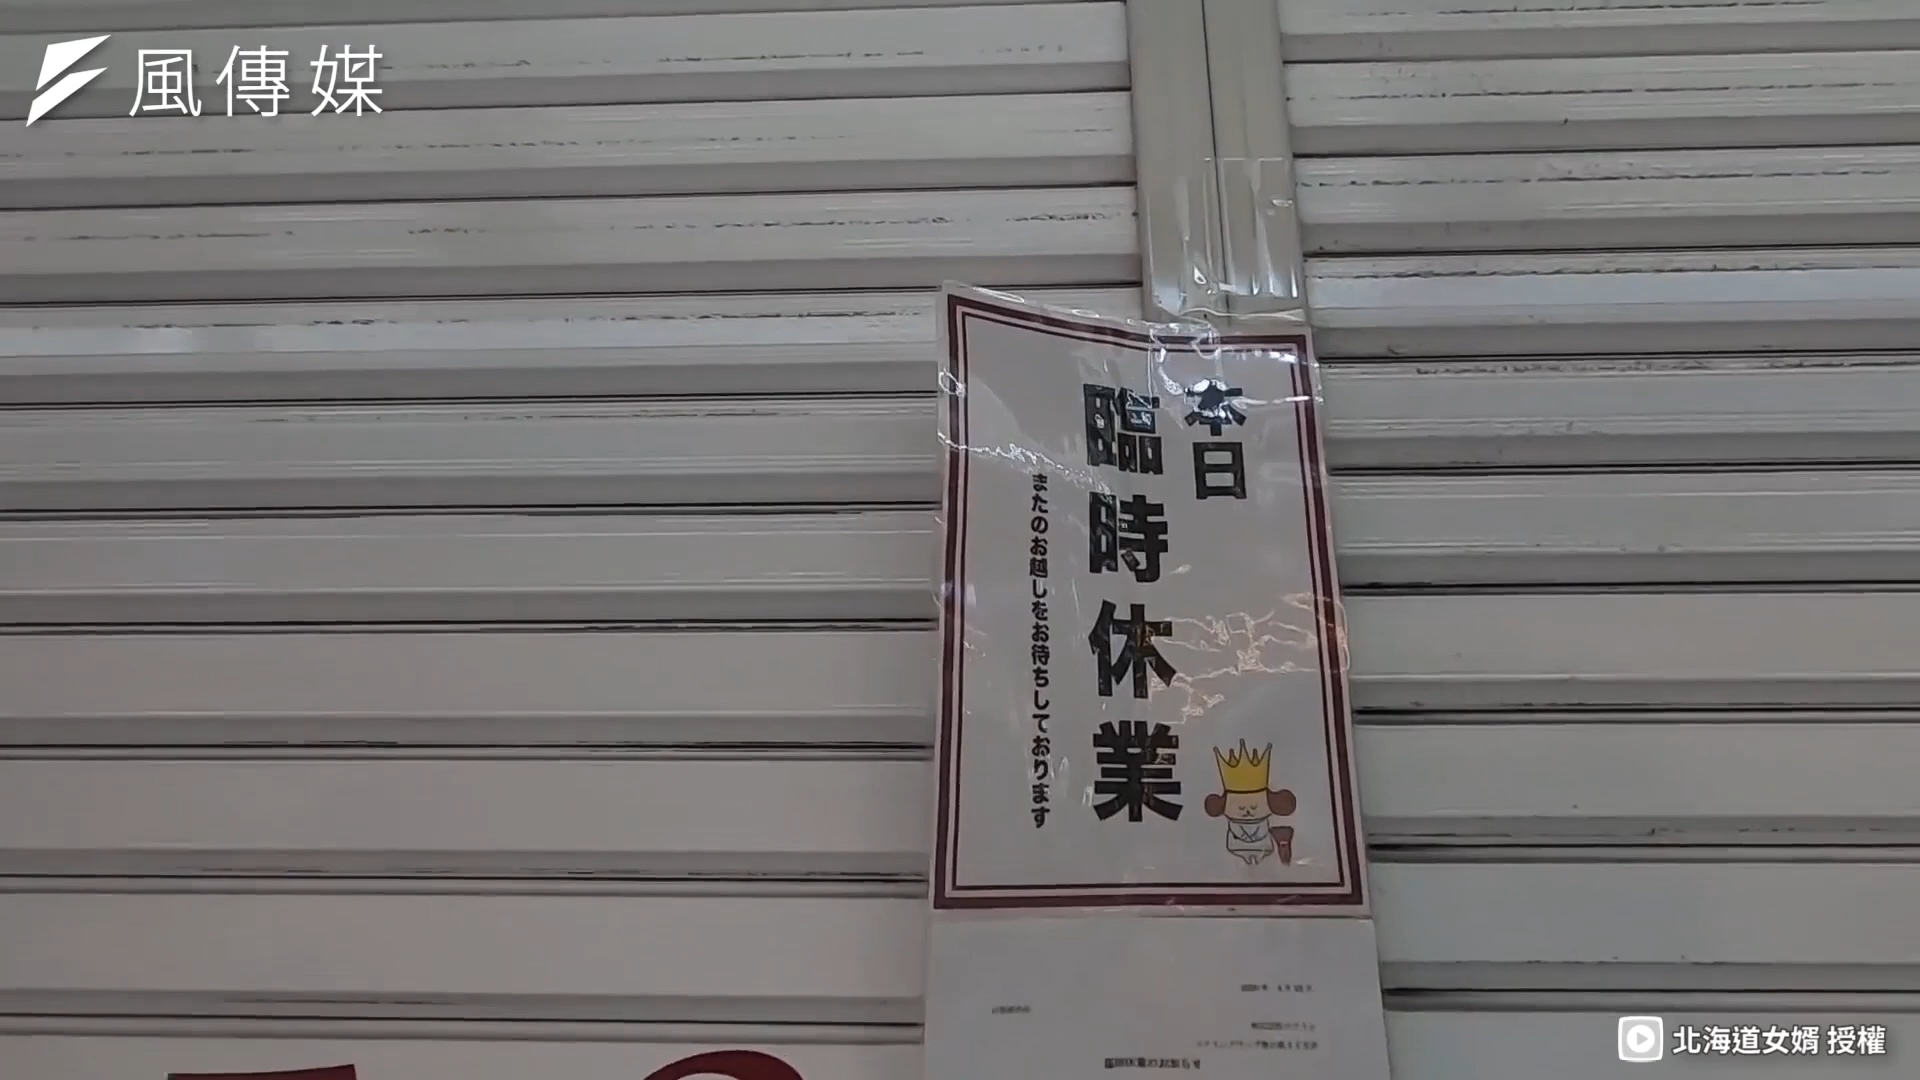 風傳媒
本日
臨時休業
またのお越しをお待ちしております
北海道女婿 授權